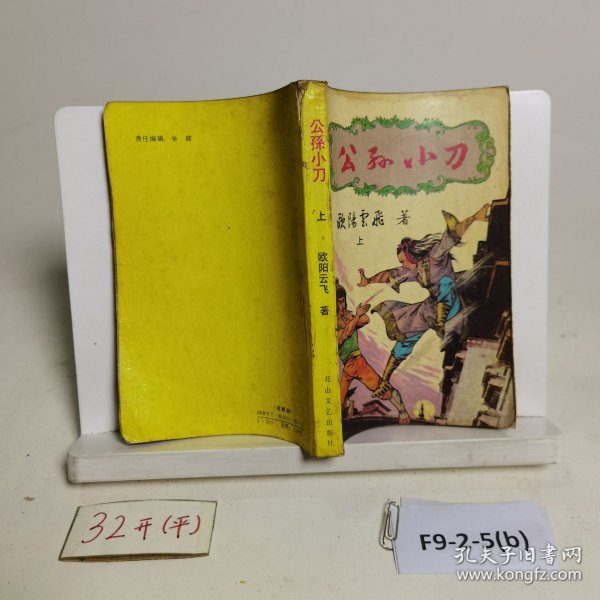 责任编辑：争 辉
公孫小刀
上
欧阳云飞 著
花山文艺出版社
公孙小刀
欧陽雲飛 著
上
32开(平)
F9-2-5(b)
孔夫子旧书网
www.kongfz.com